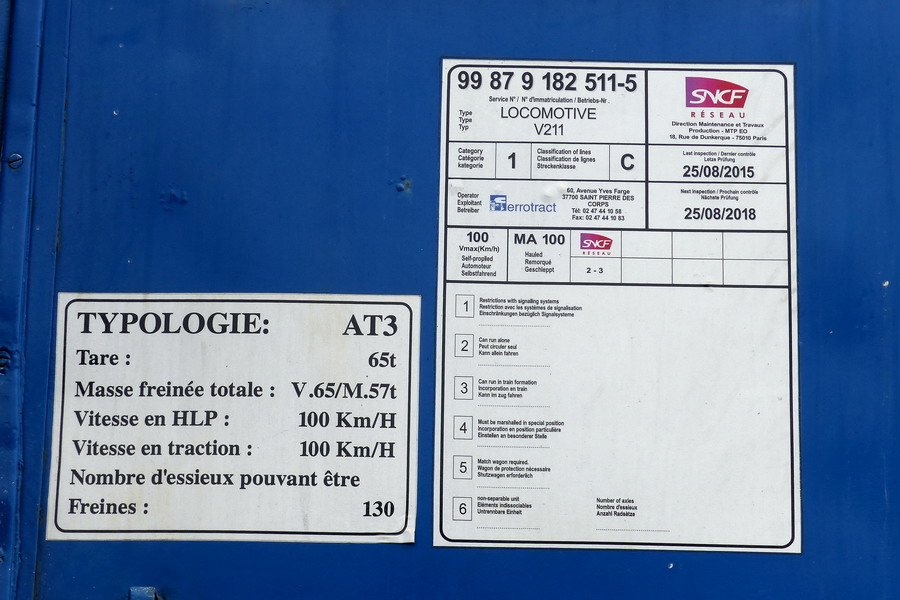 TYPOLOGIE: AT3
Tare : 65t
Masse freinée totale : V.65/M.57t
Vitesse en HLP : 100 Km/H
Vitesse en traction : 100 Km/H
Nombre d'essieux pouvant être
Freines : 130
99 87 9 182 511-5
Service N° / N° d'immatriculation / Betriebs-Nr .
Type
Type
Typ
LOCOMOTIVE
V211
SNCF
RÉSEAU
Direction Maintenance et Travaux
Production - MTP EO
18, Rue de Dunkerque - 75010 Paris
Category
Catégorie
kategorie
1
Classification of lines
Classification de lignes
Streckenklasse
C
Last inspection / Dernier contrôle
Letze Prüfung
25/08/2015
Operator
Exploitant
Betreiber
ferrotract
60, Avenue Yves Farge
37700 SAINT PIERRE DES
CORPS
Tél: 02 47 44 10 58
Fax: 02 47 44 10 83
Next inspection / Prochain contrôle
Nächste Prüfung
25/08/2018
100
Vmax(Km/h)
Self-proplled
Automoteur
Selbstfahrend
MA 100
Hauled
Remorqué
Geschleppt
SNCF
RÉSEAU
2 - 3
1
Restrictions with signalling systems
Restriction avec les systèmes de signalisation
Einschränkungen bezüglich Signalsysteme
2
Can run alone
Peut circuler seul
Kann allein fahren
3
Can run in train formation
Incorporation en train
Kann im zug fahren
4
Must be marshalled in special position
Incorporation en position particulière
Einstellen an besonderer Stelle
5
Match wagon required.
Wagon de protection nécessaire
Shutzwagen erforderlich
6
non-separable unit
Eléments indissociables
Untrennbare Einheit
Number of axles
Nombre d'essieux
Anzahl Radsätze